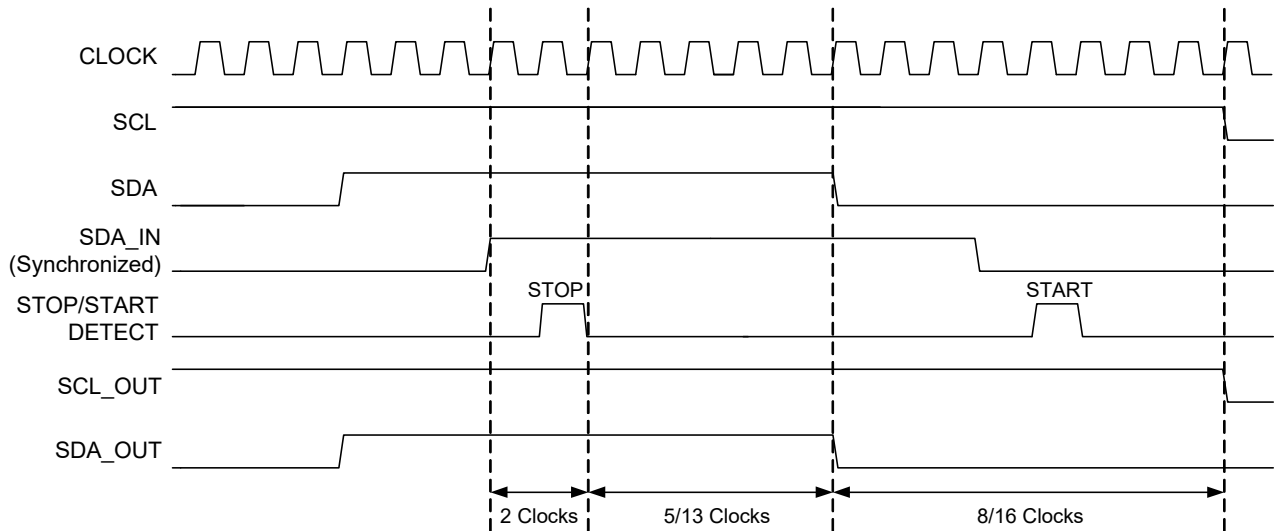 CLOCK
SCL
SDA
SDA_IN
(Synchronized)
STOP
START
STOP/START
DETECT
SCL_OUT
SDA_OUT
2 Clocks
5/13 Clocks
8/16 Clocks